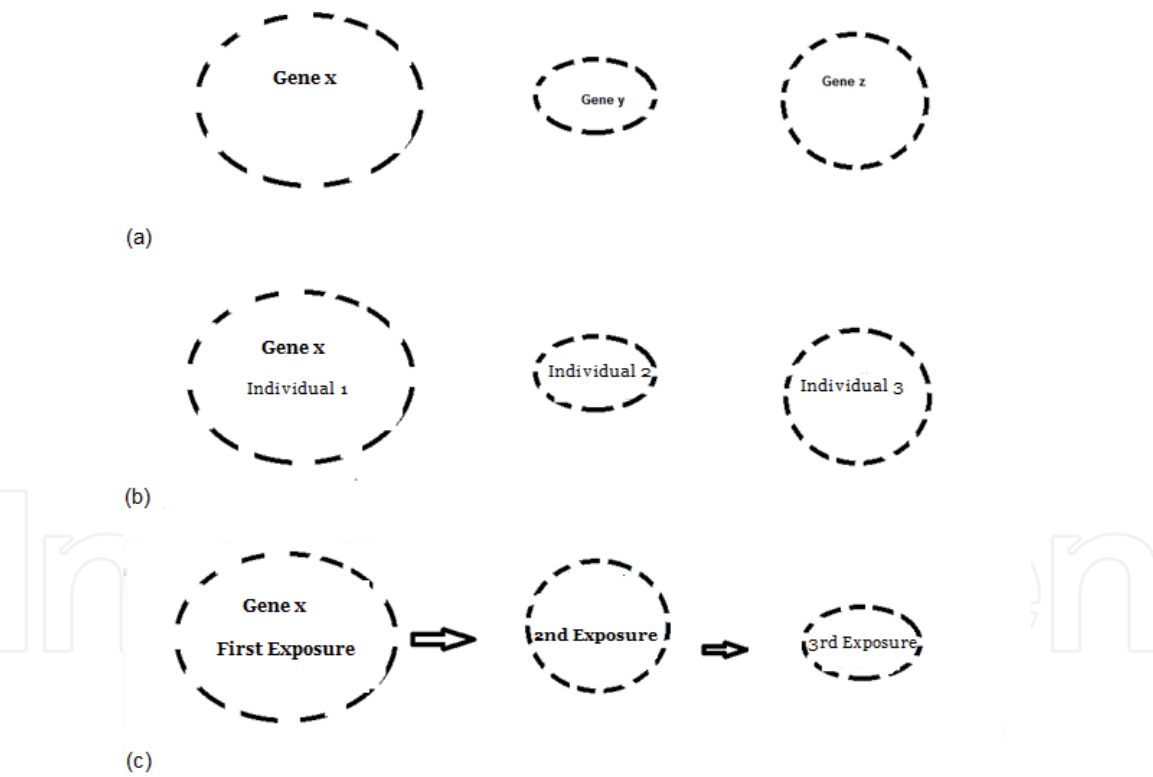 Gene x
Gene y
Gene z
(a)
Gene x
Individual 1
Individual 2
Individual 3
(b)
Gene x
First Exposure
2nd Exposure
3rd Exposure
(c)